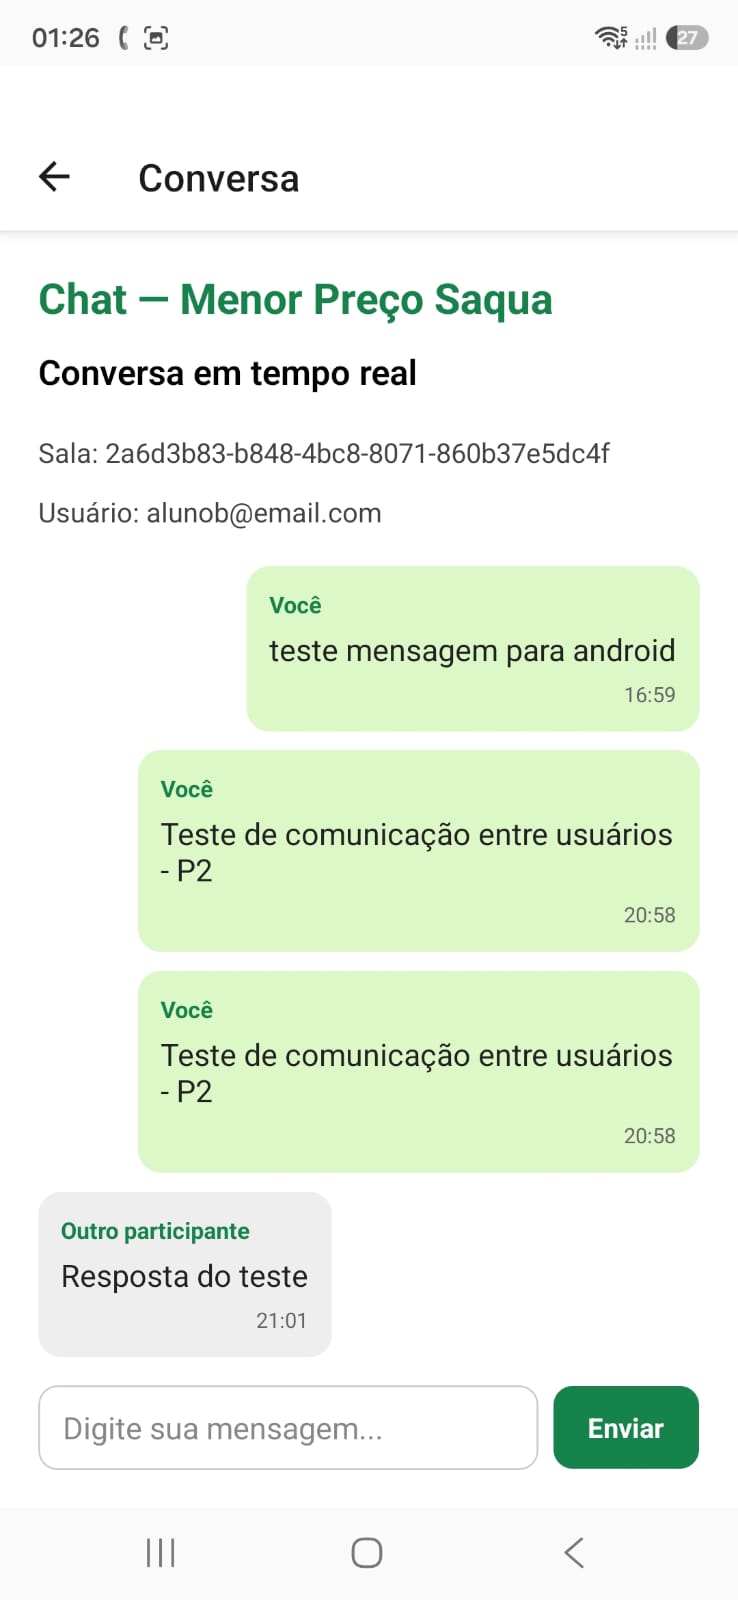 01:26
27
Conversa
Chat — Menor Preço Saqua
Conversa em tempo real
Sala: 2a6d3b83-b848-4bc8-8071-860b37e5dc4f
Usuário: alunob@email.com
Você
teste mensagem para android
16:59
Você
Teste de comunicação entre usuários
- P2
20:58
Você
Teste de comunicação entre usuários
- P2
20:58
Outro participante
Resposta do teste
21:01
Digite sua mensagem...
Enviar